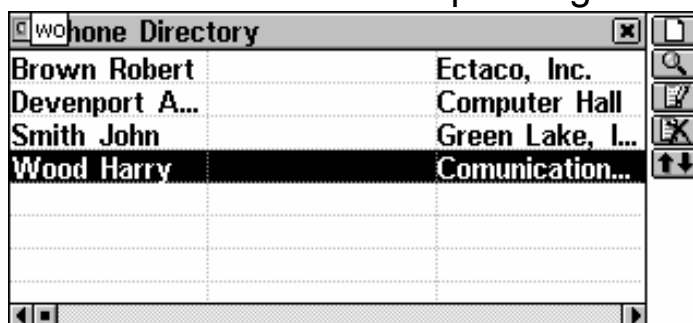 wo hone Directory
Brown Robert Ectaco, Inc.
Devenport A... Computer Hall
Smith John Green Lake, I...
Wood Harry Comunication...